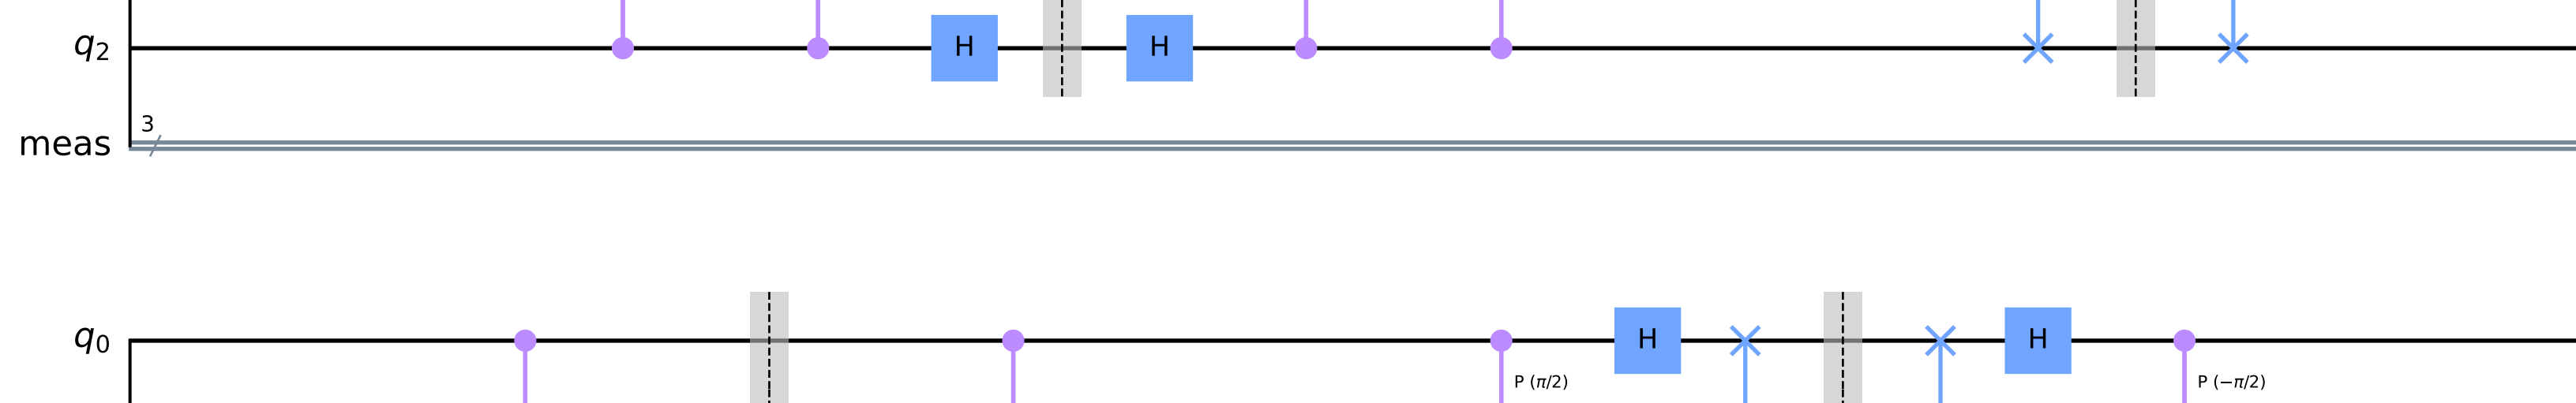 q2 H H
3
meas
q0 H H
P (π/2) P (−π/2)